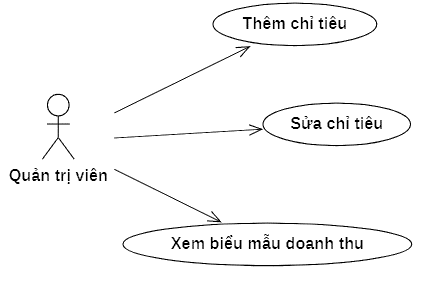 Thêm chỉ tiêu
Sửa chỉ tiêu
Quản trị viên
Xem biểu mẫu doanh thu